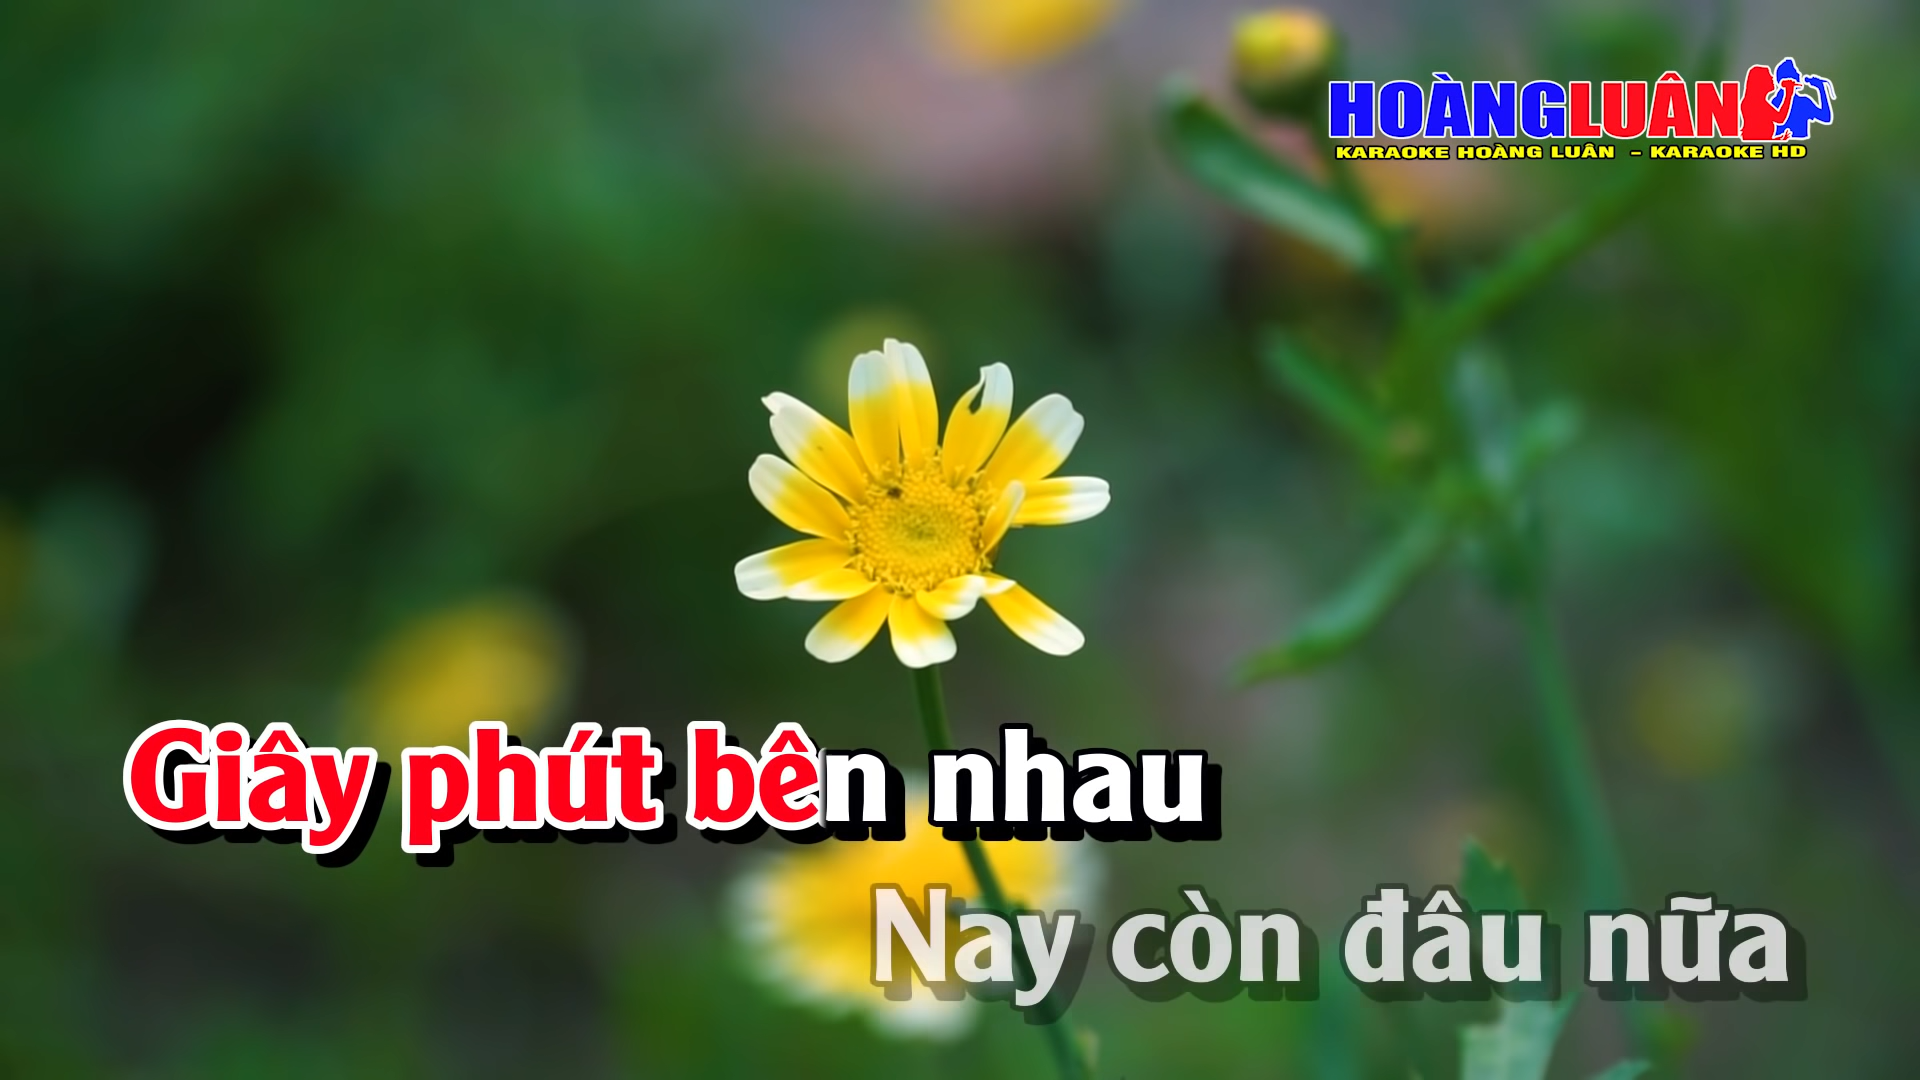 HOÀNGLUÂN
KARAOKE HOÀNG LUÂN - KARAOKE HD
Giây phút bên nhau
Nay còn đâu nữa